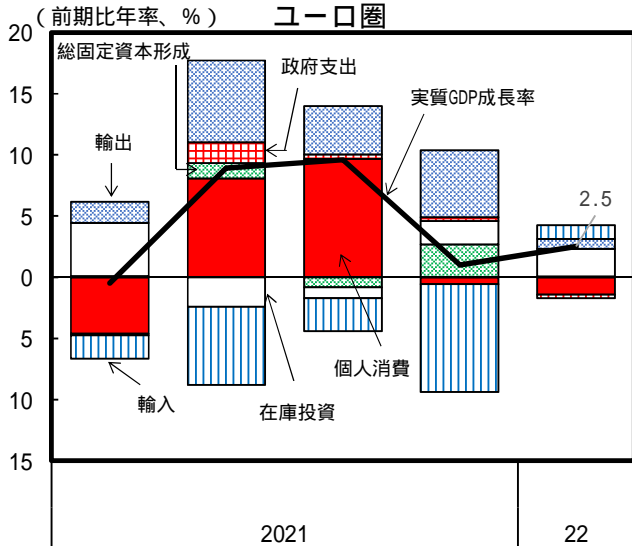 （前期比年率、％） ユーロ圏
20
総固定資本形成
政府支出
15
実質GDP成長率
輸出
10
2.5
5
0
5
個人消費
輸入
在庫投資
10
15
2021 22